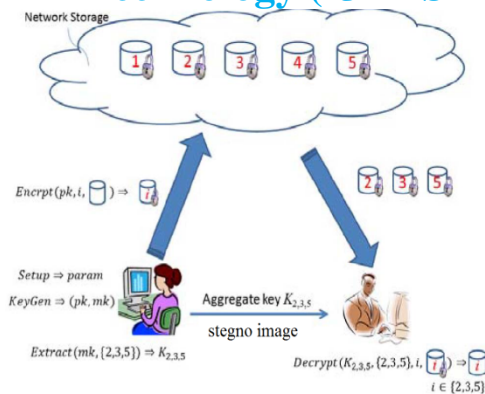 Network Storage
1 2 3 4 5
2 3 5
Encrpt(pk, i, ) ⇒ i
Setup ⇒ param
KeyGen ⇒ (pk, mk)
Aggregate key K2,3,5
stegno image
Extract(mk, {2,3,5}) ⇒ K2,3,5
Decrypt(K2,3,5, {2,3,5}, i, i ) ⇒ i
i ∈ {2,3,5}